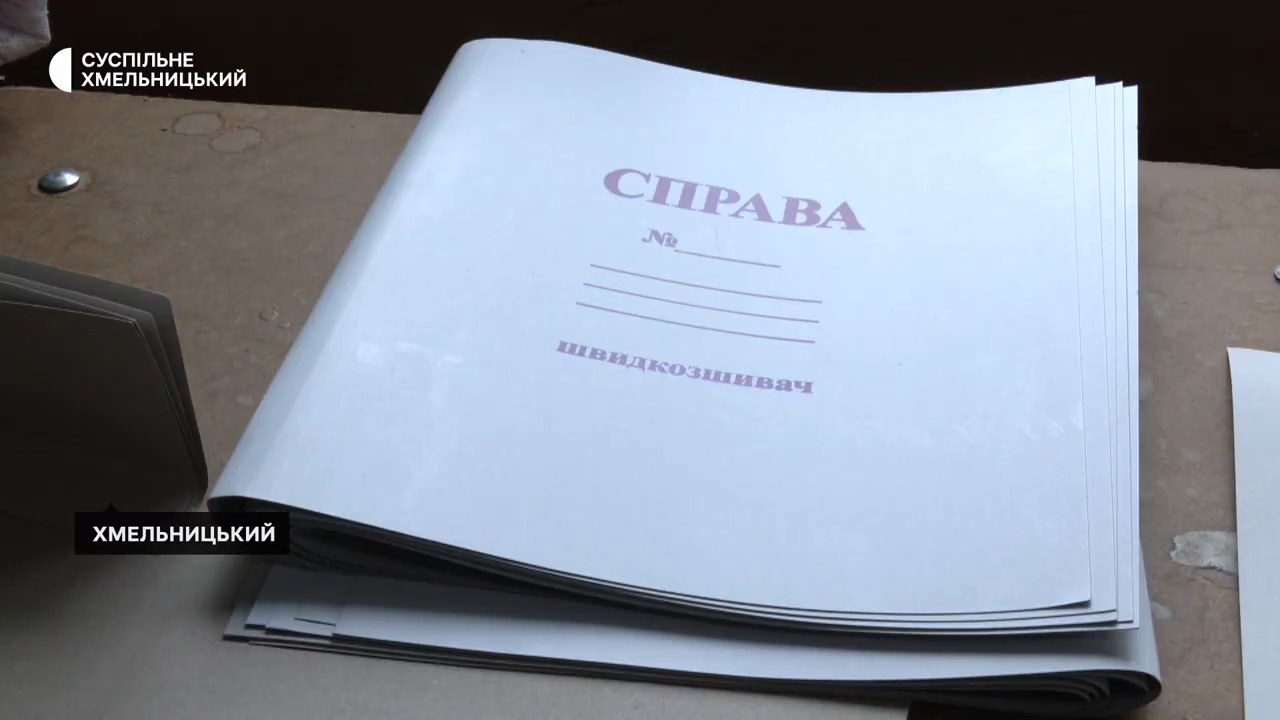 СУСПІЛЬНЕ
ХМЕЛЬНИЦЬКИЙ
СПРАВА
№
швидкозшивач
ХМЕЛЬНИЦЬКИЙ